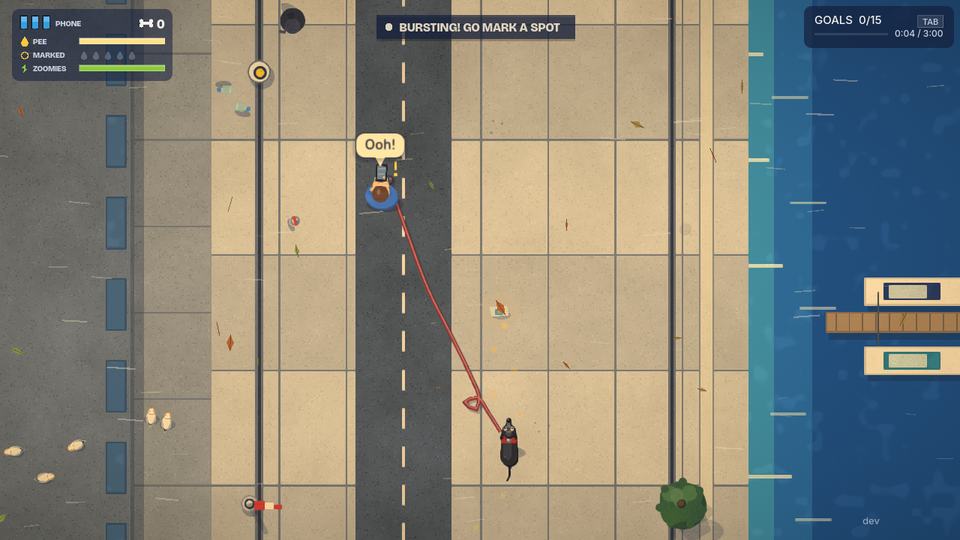 PHONE
0
PEE
MARKED
ZOOMIES
BURSTING! GO MARK A SPOT
GOALS 0/15
TAB
0:04 / 3:00
Ooh!
dev